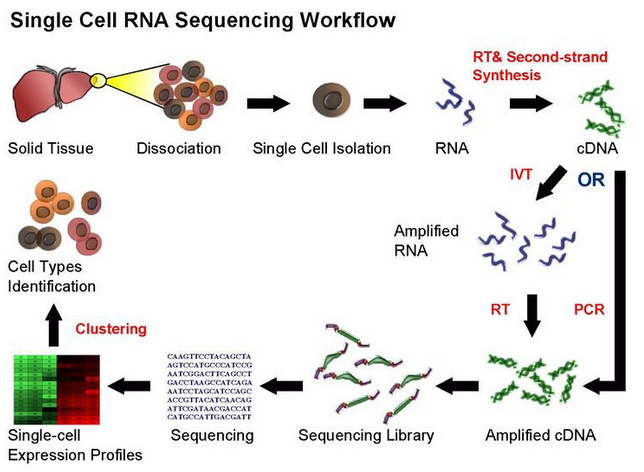 Single Cell RNA Sequencing Workflow
RT& Second-strand
Synthesis
Solid Tissue
Dissociation
Single Cell Isolation
RNA
cDNA
IVT
OR
Amplified
RNA
Cell Types
Identification
RT
PCR
Clustering
CAAGTTCCTACAGCTA
AGTCCATGCCCATCCG
AATCGGACTTCAGCCT
GACCTAAGCCATCAGA
AATCCTAGCATCCAGC
ACCGTTACATCAACAG
ATTCGATAACGACCAT
CATGCCATTGACGATT
Single-cell
Expression Profiles
Sequencing
Sequencing Library
Amplified cDNA